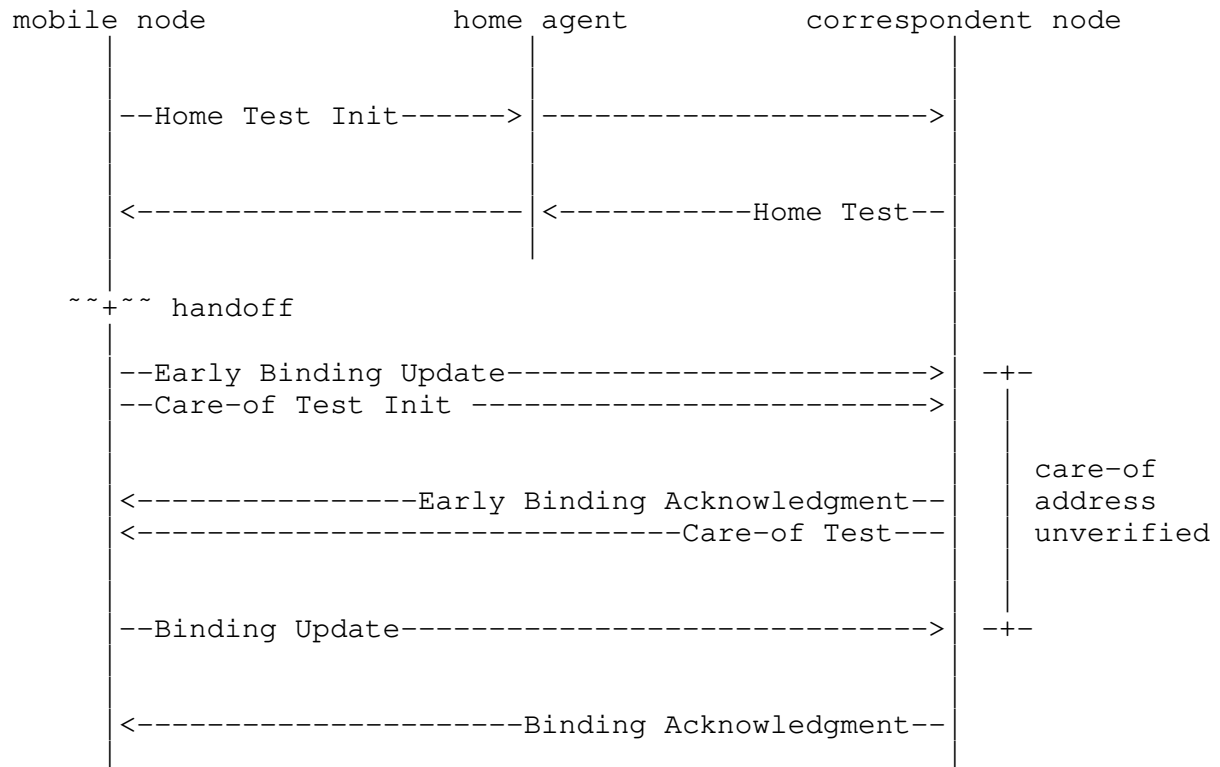 mobile node home agent correspondent node
--Home Test Init------>|---------------------->
<----------------------|<-----------Home Test--
~~+~~ handoff
--Early Binding Update------------------------> -+-
--Care-of Test Init -------------------------->
care-of
<----------------Early Binding Acknowledgment-- address
<-------------------------------Care-of Test--- unverified
--Binding Update------------------------------> -+-
<----------------------Binding Acknowledgment--